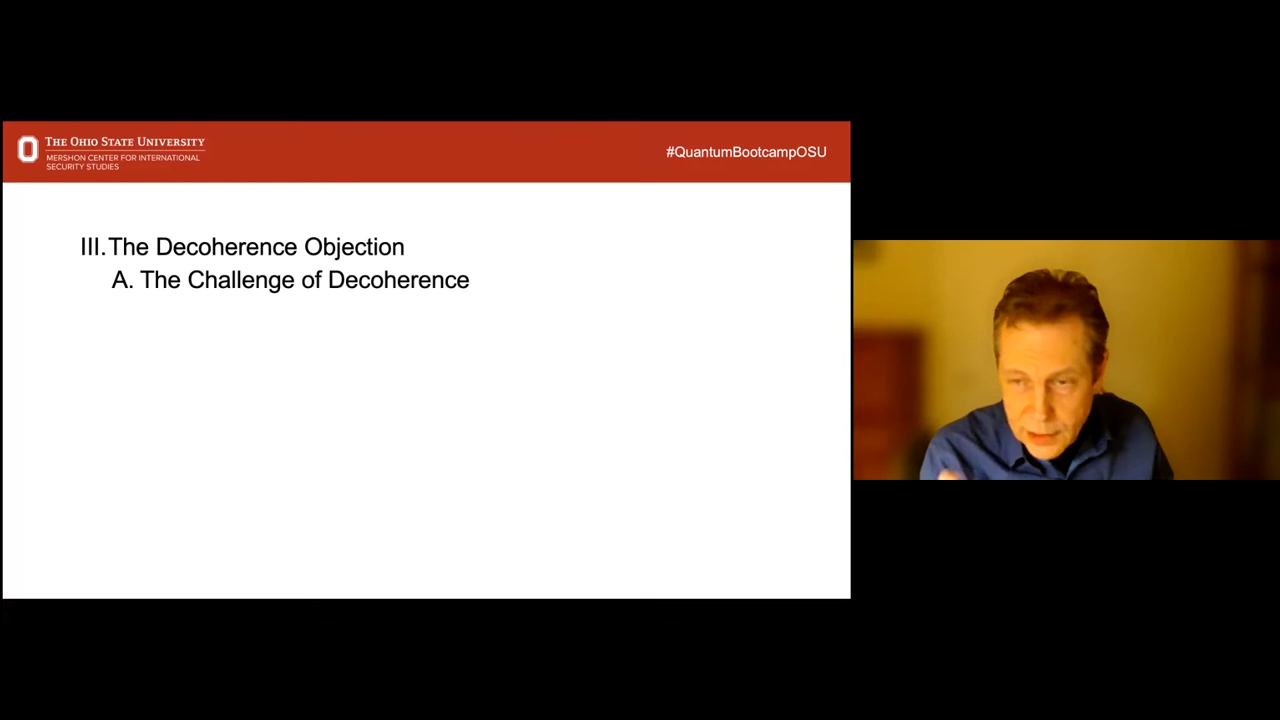 THE OHIO STATE UNIVERSITY
MERSHON CENTER FOR INTERNATIONAL
SECURITY STUDIES
#QuantumBootcampOSU
III. The Decoherence Objection
A. The Challenge of Decoherence